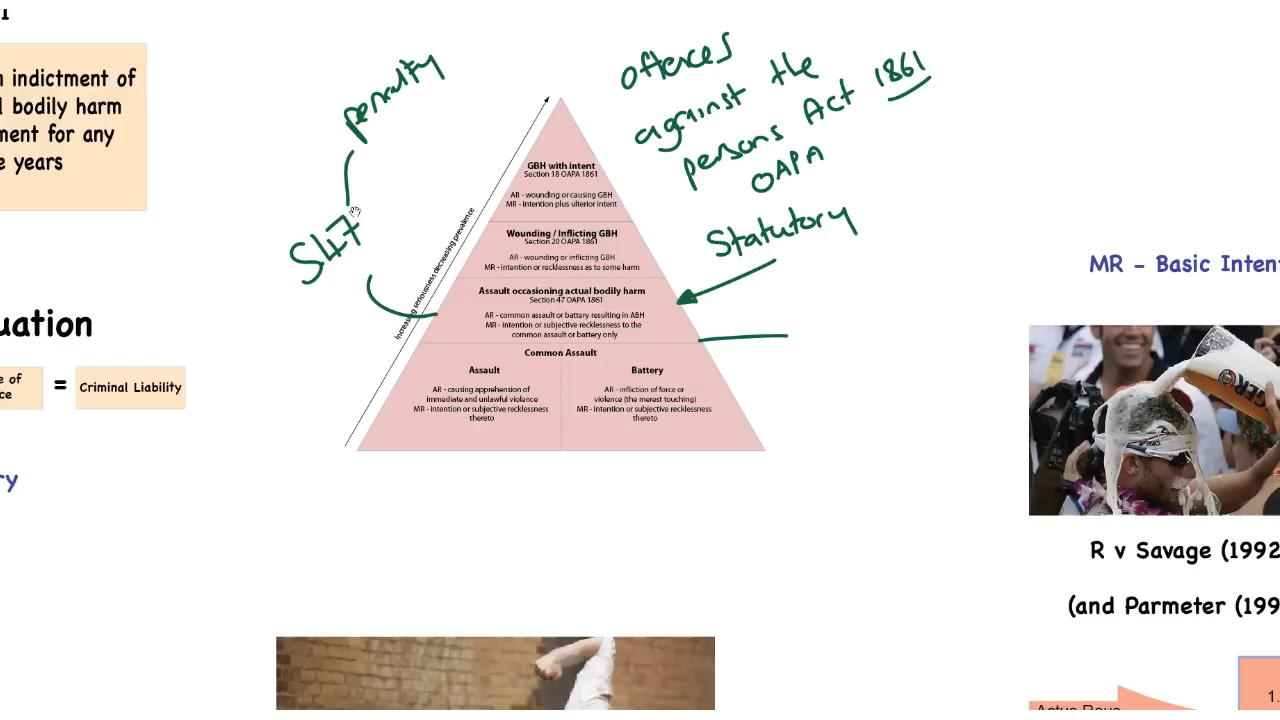 n indictment of
l bodily harm
ment for any
e years
penalty
S47
offences
against the
persons Act 1861
OAPA
Statutory
Increasing seriousness decreasing prevalence
GBH with intent
Section 18 OAPA 1861
AR - wounding or causing GBH
MR - intention plus ulterior intent
Wounding / Inflicting GBH
Section 20 OAPA 1861
AR - wounding or inflicting GBH
MR - intention or recklessness as to some harm
Assault occasioning actual bodily harm
Section 47 OAPA 1861
AR - common assault or battery resulting in ABH
MR - intention or subjective recklessness to the
common assault or battery only
Common Assault
Assault
AR - causing apprehension of
immediate and unlawful violence
MR - intention or subjective recklessness
thereto
Battery
AR - infliction of force or
violence (the merest touching)
MR - intention or subjective recklessness
thereto
uation
e of
ce
=
Criminal Liability
ry
MR - Basic Inten
R v Savage (1992
(and Parmeter (199
1.